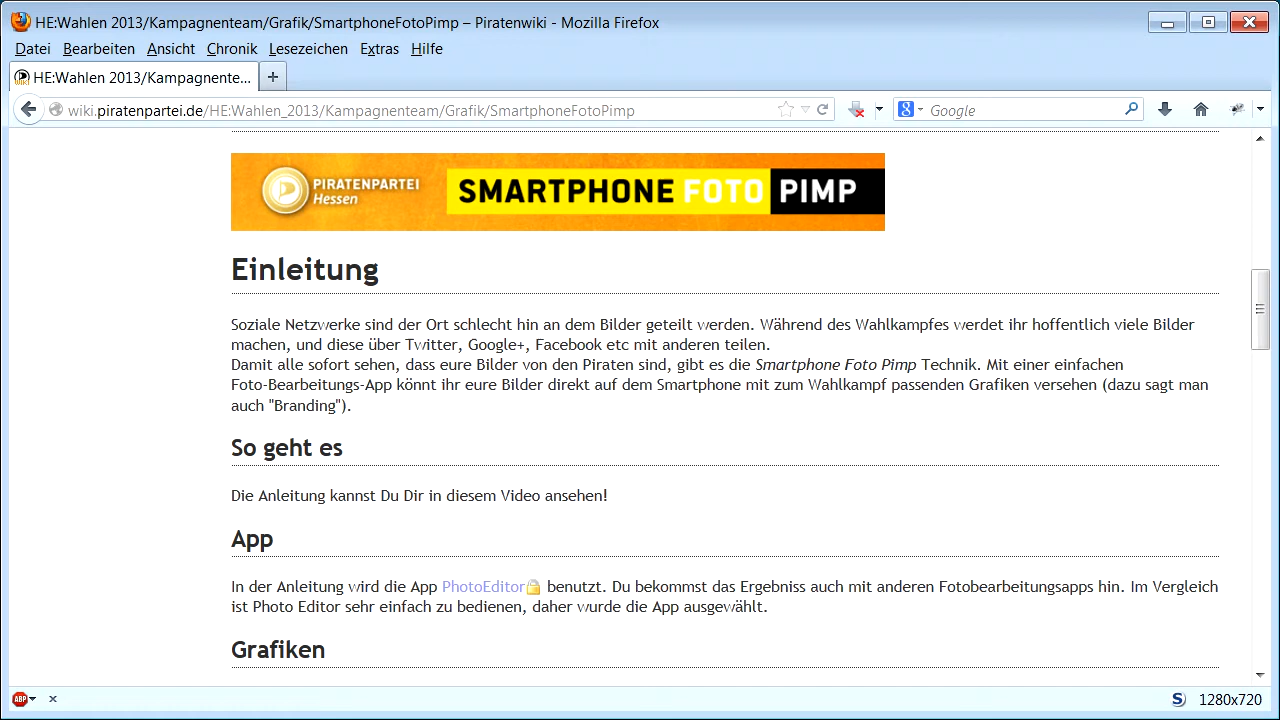 HE:Wahlen 2013/Kampagnenteam/Grafik/SmartphoneFotoPimp – Piratenwiki - Mozilla Firefox
Datei Bearbeiten Ansicht Chronik Lesezeichen Extras Hilfe
WIKI HE:Wahlen 2013/Kampagnente... +
wiki.piratenpartei.de/HE:Wahlen_2013/Kampagnenteam/Grafik/SmartphoneFotoPimp 8 Google
PIRATENPARTEI
Hessen
SMARTPHONE FOTO PIMP
Einleitung
Soziale Netzwerke sind der Ort schlecht hin an dem Bilder geteilt werden. Während des Wahlkampfes werdet ihr hoffentlich viele Bilder
machen, und diese über Twitter, Google+, Facebook etc mit anderen teilen.
Damit alle sofort sehen, dass eure Bilder von den Piraten sind, gibt es die Smartphone Foto Pimp Technik. Mit einer einfachen
Foto-Bearbeitungs-App könnt ihr eure Bilder direkt auf dem Smartphone mit zum Wahlkampf passenden Grafiken versehen (dazu sagt man
auch "Branding").
So geht es
Die Anleitung kannst Du Dir in diesem Video ansehen!
App
In der Anleitung wird die App PhotoEditor benutzt. Du bekommst das Ergebniss auch mit anderen Fotobearbeitungsapps hin. Im Vergleich
ist Photo Editor sehr einfach zu bedienen, daher wurde die App ausgewählt.
Grafiken
ABP × S 1280x720